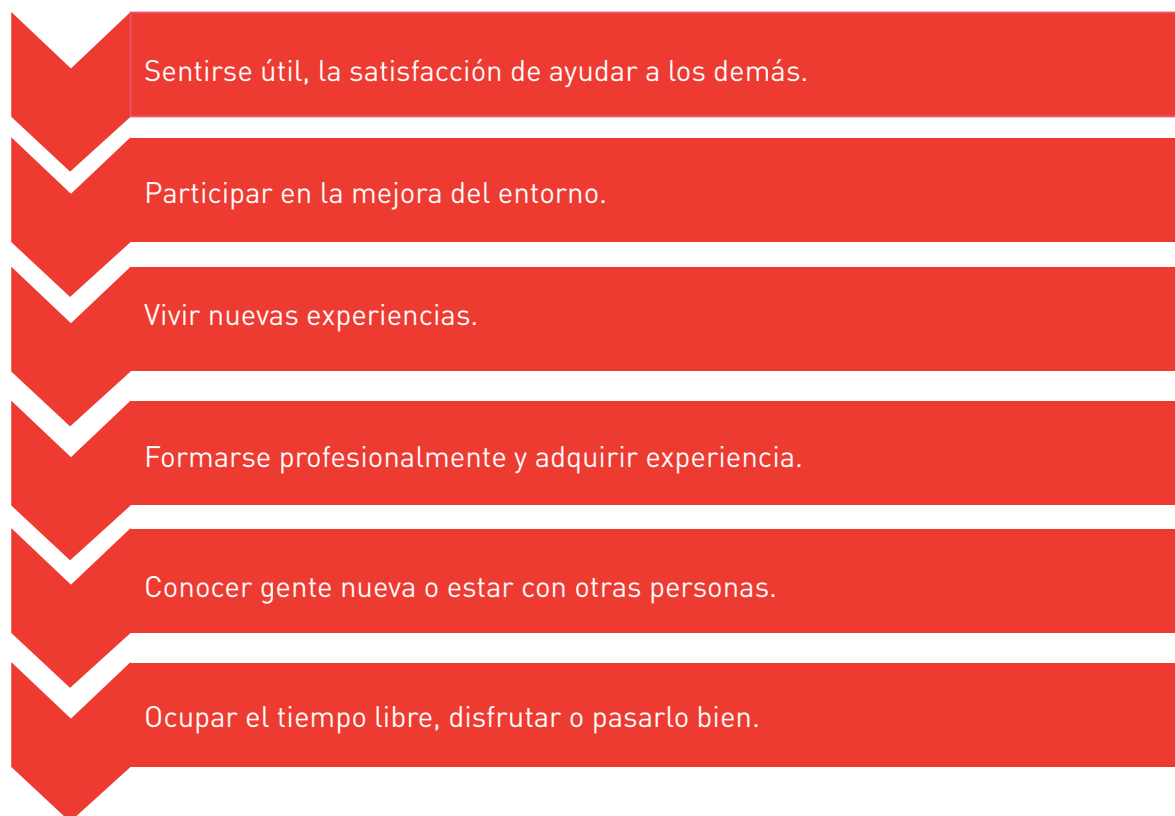 Sentirse útil, la satisfacción de ayudar a los demás.
Participar en la mejora del entorno.
Vivir nuevas experiencias.
Formarse profesionalmente y adquirir experiencia.
Conocer gente nueva o estar con otras personas.
Ocupar el tiempo libre, disfrutar o pasarlo bien.